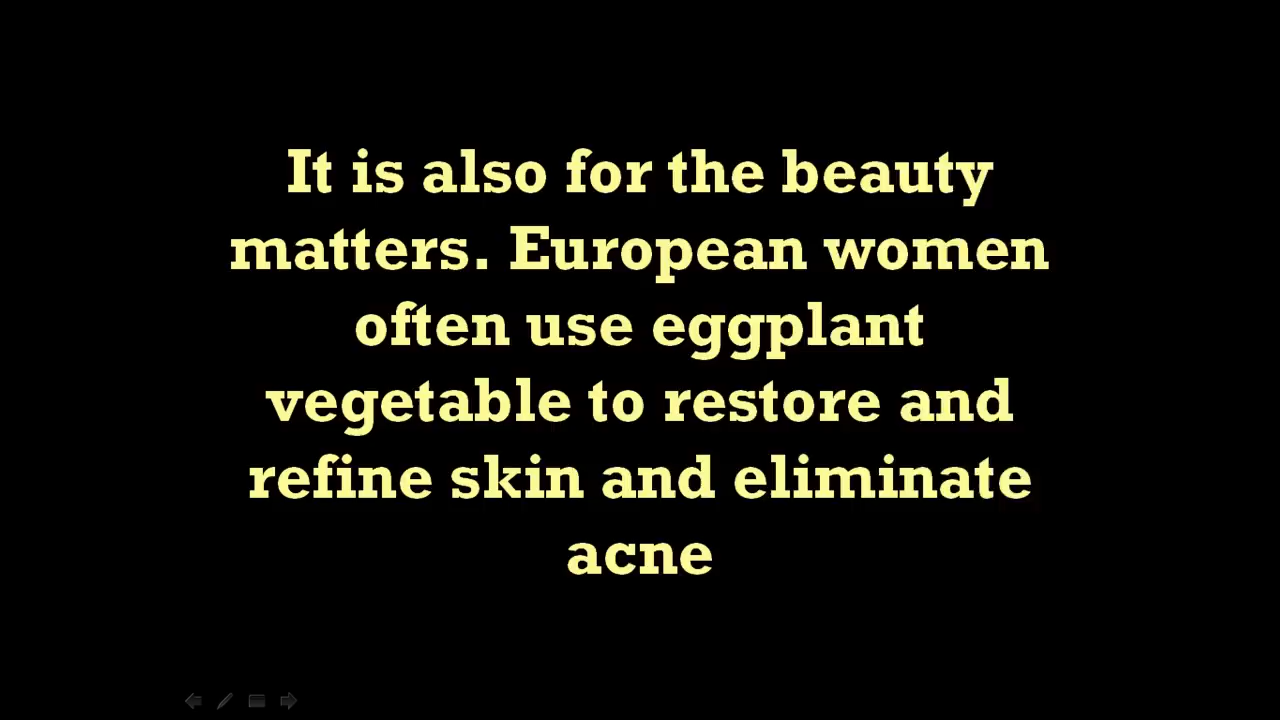 It is also for the beauty
matters. European women
often use eggplant
vegetable to restore and
refine skin and eliminate
acne